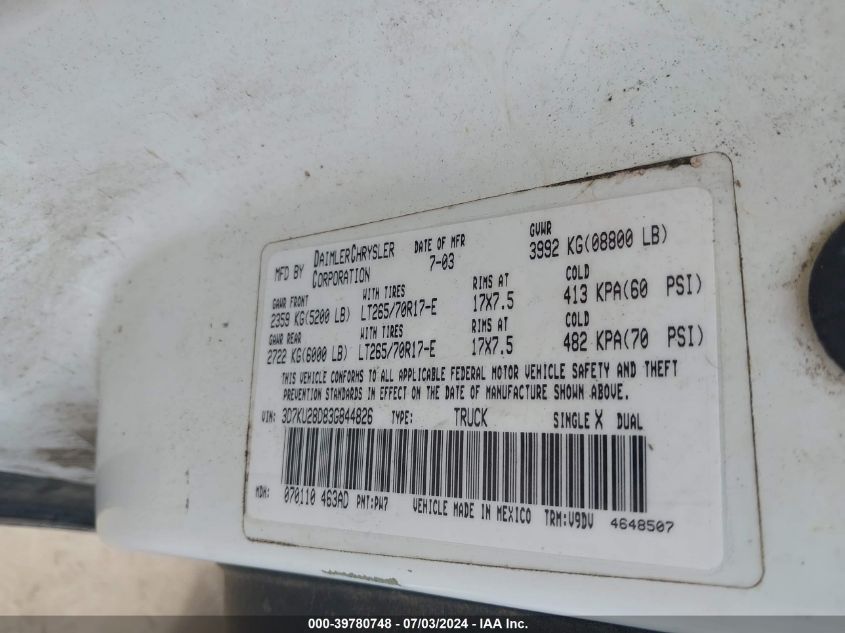 MFD BY DAIMLERCHRYSLER CORPORATION DATE OF MFR 7-03 GVWR 3992 KG(08800 LB)
GAWR FRONT WITH TIRES RIMS AT COLD
2359 KG(5200 LB) LT265/70R17-E 17X7.5 413 KPA(60 PSI)
GAWR REAR WITH TIRES RIMS AT COLD
2722 KG(6000 LB) LT265/70R17-E 17X7.5 482 KPA(70 PSI)
THIS VEHICLE CONFORMS TO ALL APPLICABLE FEDERAL MOTOR VEHICLE SAFETY AND THEFT
PREVENTION STANDARDS IN EFFECT ON THE DATE OF MANUFACTURE SHOWN ABOVE.
VIN: 3D7KU28D83G844826 TYPE: TRUCK SINGLE X DUAL
MDH: 070110 463AD PNT:PW7 VEHICLE MADE IN MEXICO TRM:V9DV 4648507
000-39780748 - 07/03/2024 - IAA Inc.